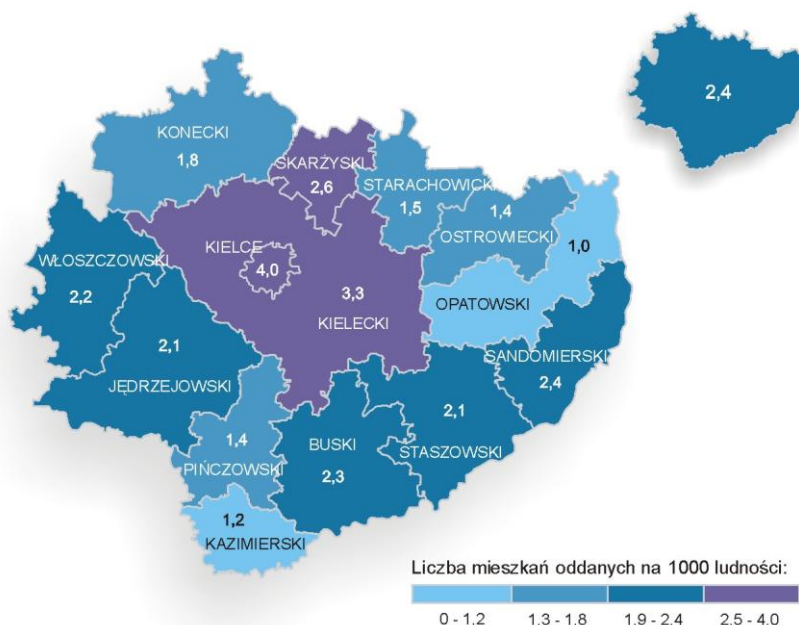 2,4
KONECKI
1,8
SKARŻYSKI
2,6
STARACHOWICKI
1,5
1,4
OSTROWIECKI
1,0
KIELCE
4,0
WŁOSZCZOWSKI
2,2
3,3
KIELECKI
OPATOWSKI
2,1
JĘDRZEJOWSKI
SANDOMIERSKI
2,4
2,1
STASZOWSKI
1,4
PIŃCZOWSKI
BUSKI
2,3
1,2
KAZIMIERSKI
Liczba mieszkań oddanych na 1000 ludności:
0 - 1,2 1,3 - 1,8 1,9 - 2,4 2,5 - 4,0